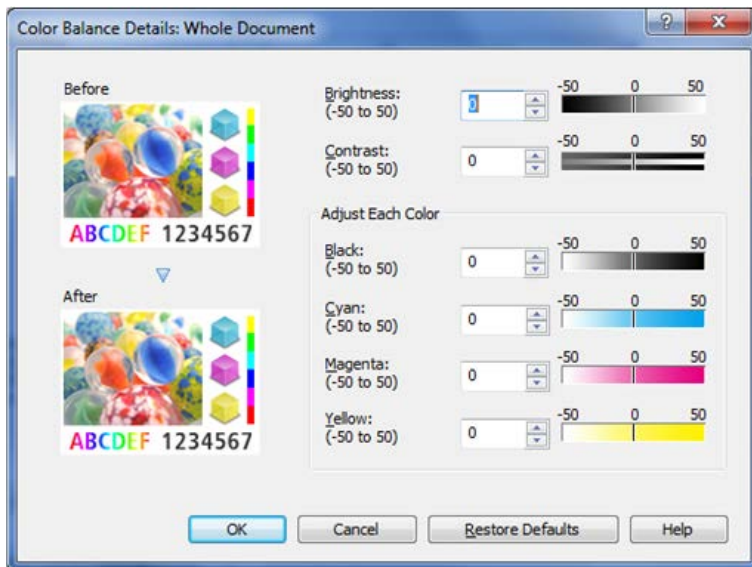 Color Balance Details: Whole Document
Before
ABCDEF 1234567
After
ABCDEF 1234567
Brightness:
(-50 to 50)
0
-50 0 50
Contrast:
(-50 to 50)
0
-50 0 50
Adjust Each Color
Black:
(-50 to 50)
0
-50 0 50
Cyan:
(-50 to 50)
0
-50 0 50
Magenta:
(-50 to 50)
0
-50 0 50
Yellow:
(-50 to 50)
0
-50 0 50
OK Cancel Restore Defaults Help